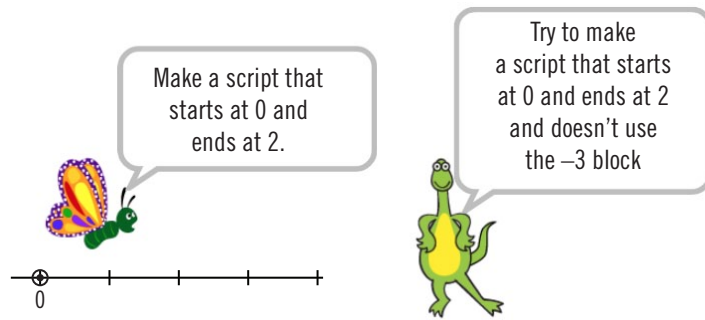 Make a script that
starts at 0 and
ends at 2.
Try to make
a script that starts
at 0 and ends at 2
and doesn’t use
the –3 block
0